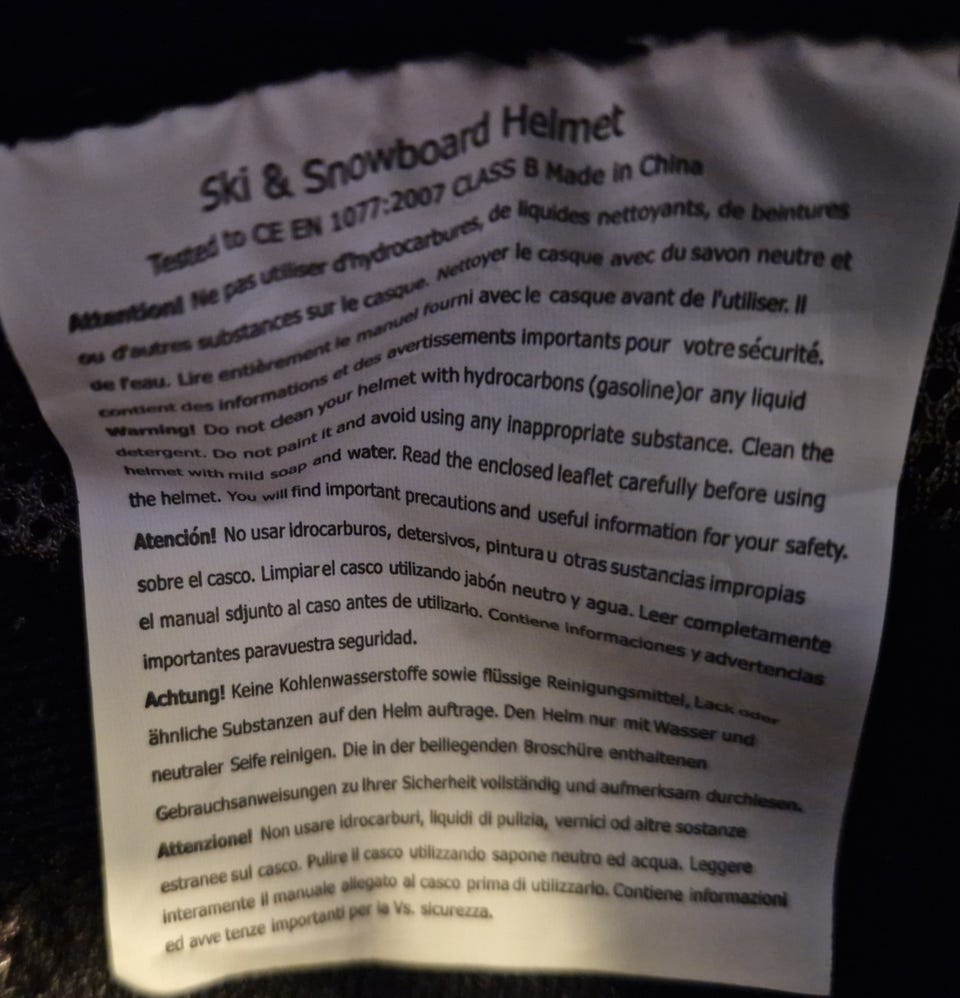 Ski & Snowboard Helmet
Tested to CE EN 1077:2007 CLASS B Made in China
Attention! Ne pas utiliser d'hydrocarbures, de liquides nettoyants, de beintures
ou d'autres substances sur le casque. Nettoyer le casque avec du savon neutre et
de l'eau. Lire entièrement le manuel fourni avec le casque avant de l'utiliser. Il
contient des informations et des avertissements importants pour votre sécurité.
Warning! Do not clean your helmet with hydrocarbons (gasoline)or any liquid
detergent. Do not paint it and avoid using any inappropriate substance. Clean the
helmet with mild soap and water. Read the enclosed leaflet carefully before using
the helmet. You will find important precautions and useful information for your safety.
Atención! No usar idrocarburos, detersivos, pintura u otras sustancias impropias
sobre el casco. Limpiar el casco utilizando jabón neutro y agua. Leer completamente
el manual sdjunto al caso antes de utilizarlo. Contiene informaciones y advertencias
importantes paravuestra seguridad.
Achtung! Keine Kohlenwasserstoffe sowie flüssige Reinigungsmittel, Lack oder
ähnliche Substanzen auf den Helm auftrage. Den Helm nur mit Wasser und
neutraler Seife reinigen. Die in der beiliegenden Broschüre enthaltenen
Gebrauchsanweisungen zu Ihrer Sicherheit vollständig und aufmerksam durchlesen.
Attenzione! Non usare idrocarburi, liquidi di pulizia, vernici od altre sostanze
estranee sul casco. Pulire il casco utilizzando sapone neutro ed acqua. Leggere
interamente il manuale allegato al casco prima di utilizzarlo. Contiene informazioni
ed avve tenze importanti per la Vs. sicurezza.